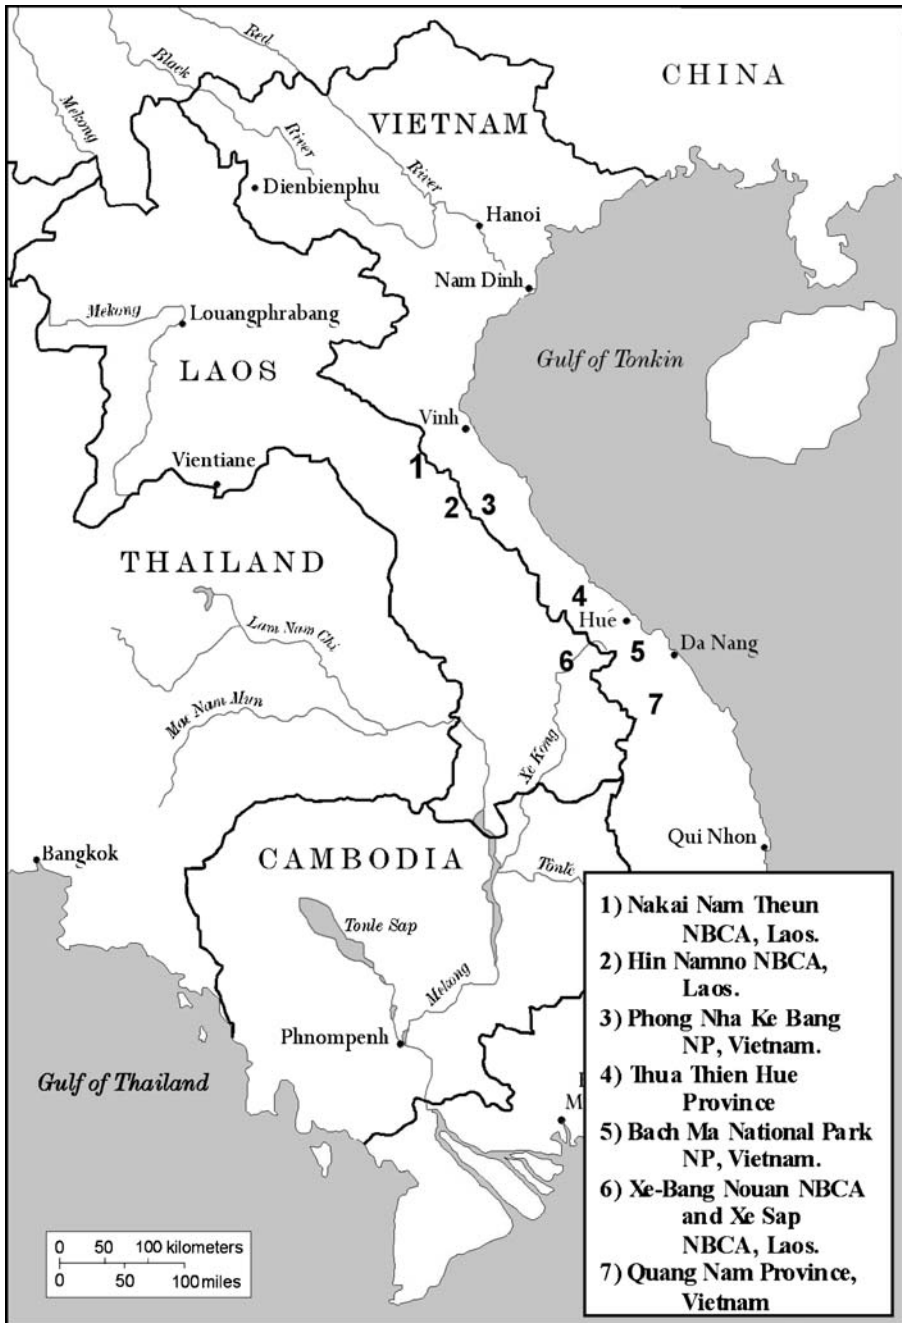 Red
Black
CHINA
Mekong
VIETNAM
River
River
Dienbienphu
Hanoi
Nam Dinh
Mekong
Louangphrabang
Gulf of Tonkin
LAOS
Vinh
1
Vientiane
2
3
THAILAND
4
Lam Nam Chi
Hué
5
Da Nang
6
Mae Nam Mun
7
Xe Kong
Qui Nhon
Bangkok
CAMBODIA
Tônlé
Tonle Sap
Mekong
Phnompenh
Gulf of Thailand
M
1) Nakai Nam Theun
NBCA, Laos.
2) Hin Namno NBCA,
Laos.
3) Phong Nha Ke Bang
NP, Vietnam.
4) Thua Thien Hue
Province
5) Bach Ma National Park
NP, Vietnam.
6) Xe-Bang Nouan NBCA
and Xe Sap
NBCA, Laos.
7) Quang Nam Province,
Vietnam
0 50 100 kilometers
0 50 100 miles